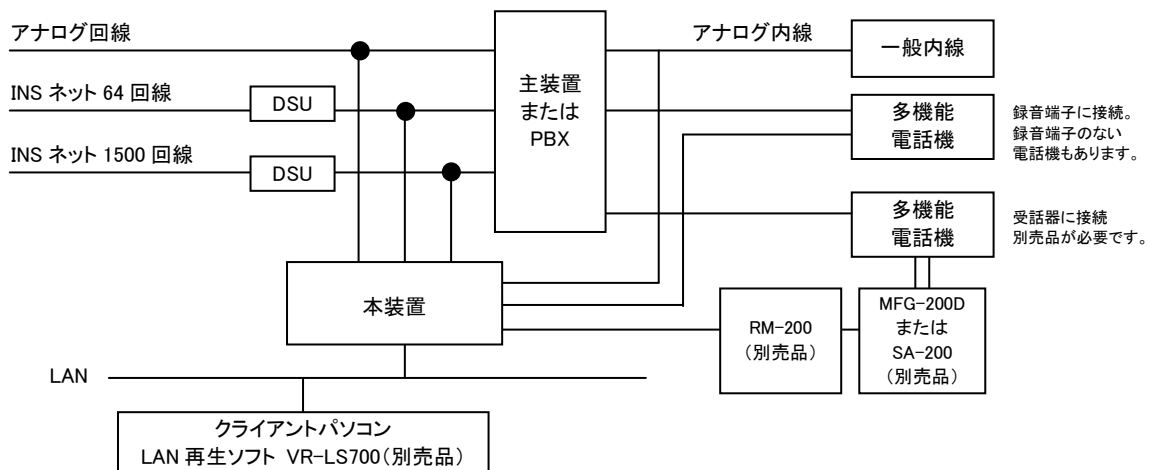 アナログ回線
アナログ内線
一般内線
主装置
または
PBX
INS ネット 64 回線
DSU
多機能
電話機
録音端子に接続。
録音端子のない
電話機もあります。
INS ネット 1500 回線
DSU
多機能
電話機
受話器に接続
別売品が必要です。
本装置
RM-200
(別売品)
MFG-200D
または
SA-200
(別売品)
LAN
クライアントパソコン
LAN 再生ソフト VR-LS700(別売品)